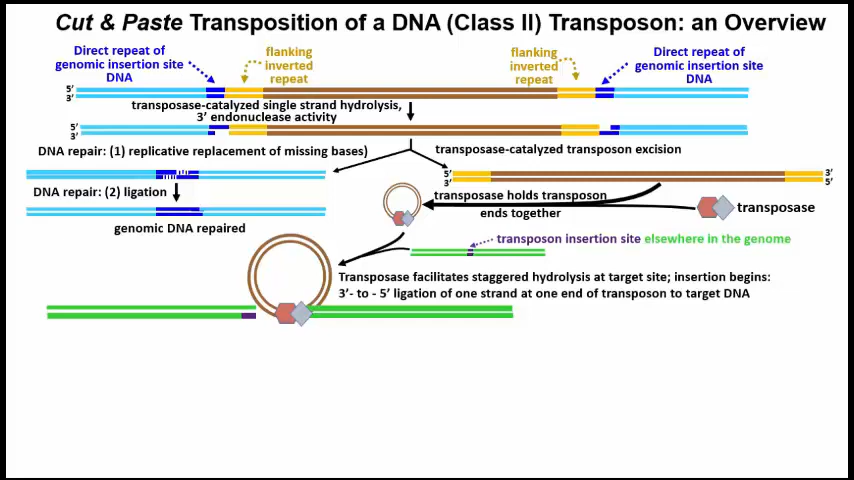 Cut & Paste Transposition of a DNA (Class II) Transposon: an Overview
Direct repeat of
genomic insertion site
DNA
flanking
inverted
repeat
flanking
inverted
repeat
Direct repeat of
genomic insertion site
DNA
5’
3’
transposase-catalyzed single strand hydrolysis,
3’ endonuclease activity
5’
3’
DNA repair: (1) replicative replacement of missing bases)
transposase-catalyzed transposon excision
5’
3’
3’
5’
DNA repair: (2) ligation
genomic DNA repaired
transposase holds transposon
ends together
transposase
transposon insertion site elsewhere in the genome
Transposase facilitates staggered hydrolysis at target site; insertion begins:
3’- to - 5’ ligation of one strand at one end of transposon to target DNA